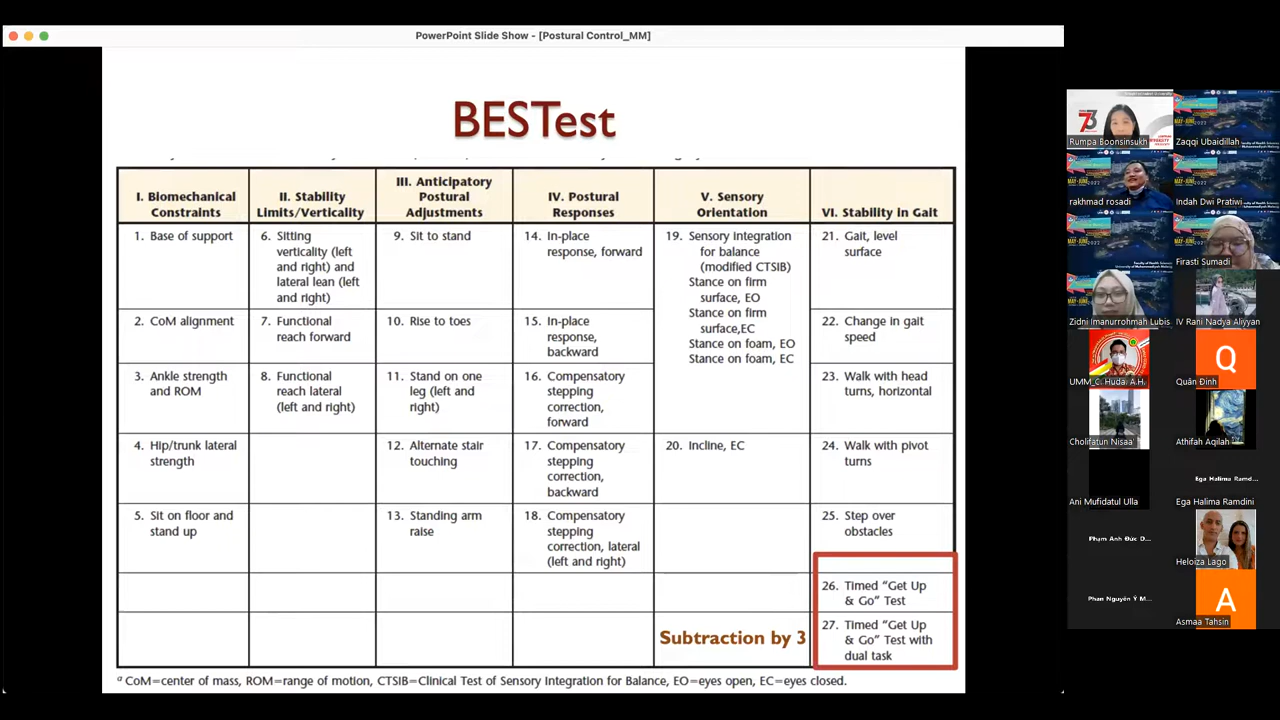 PowerPoint Slide Show - [Postural Control_MM]
BESTest
I. Biomechanical
Constraints
II. Stability
Limits/Verticality
III. Anticipatory
Postural
Adjustments
IV. Postural
Responses
V. Sensory
Orientation
VI. Stability in Gait
1. Base of support
6. Sitting
verticality (left
and right) and
lateral lean (left
and right)
9. Sit to stand
14. In-place
response, forward
19. Sensory integration
for balance
(modified CTSIB)
Stance on firm
surface, EO
Stance on firm
surface,EC
Stance on foam, EO
Stance on foam, EC
21. Gait, level
surface
2. CoM alignment
7. Functional
reach forward
10. Rise to toes
15. In-place
response,
backward
22. Change in gait
speed
3. Ankle strength
and ROM
8. Functional
reach lateral
(left and right)
11. Stand on one
leg (left and
right)
16. Compensatory
stepping
correction,
forward
23. Walk with head
turns, horizontal
4. Hip/trunk lateral
strength
12. Alternate stair
touching
17. Compensatory
stepping
correction,
backward
20. Incline, EC
24. Walk with pivot
turns
5. Sit on floor and
stand up
13. Standing arm
raise
18. Compensatory
stepping
correction, lateral
(left and right)
25. Step over
obstacles
26. Timed “Get Up
& Go” Test
Subtraction by 3
27. Timed “Get Up
& Go” Test with
dual task
a CoM=center of mass, ROM=range of motion, CTSIB=Clinical Test of Sensory Integration for Balance, EO=eyes open, EC=eyes closed.
73
Rumpa Boonsinsukh
Zaqqi Ubaidillah
rakhmad rosadi
Indah Dwi Pratiwi
Firasti Sumadi
Zidni Imanurrohmah Lubis
IV Rani Nadya Aliyyan
UMM_C. Huda. A.H.
Q
Quân Đinh
Cholifatun Nisaa'
Athifah Aqilah
Ega Halima Ramd...
Ani Mufidatul Ulla
Ega Halima Ramdini
Phạm Anh Đức D...
Heloiza Lago
Phan Nguyên Ý M...
A
Asmaa Tahsin